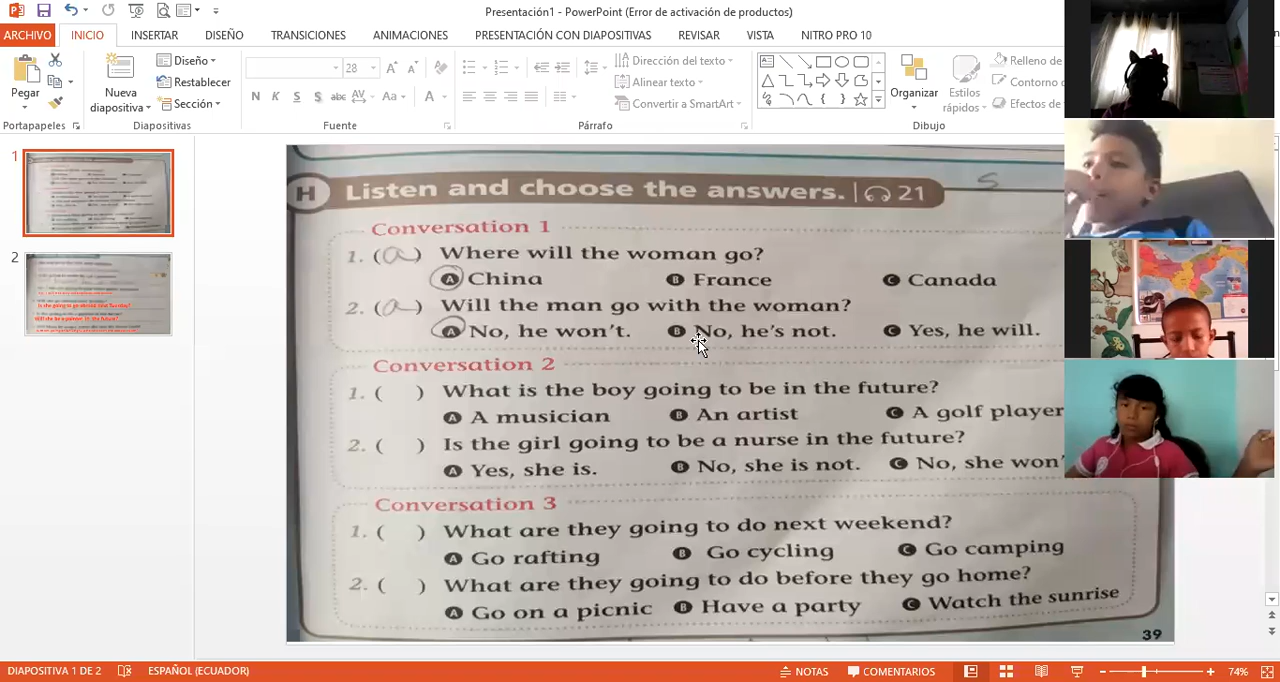 Presentación1 - PowerPoint (Error de activación de productos)
ARCHIVO INICIO INSERTAR DISEÑO TRANSICIONES ANIMACIONES PRESENTACIÓN CON DIAPOSITIVAS REVISAR VISTA NITRO PRO 10
Pegar
Nueva diapositiva
Diseño
Restablecer
Sección
28
N K S S abc AV Aa A
Dirección del texto
Alinear texto
Convertir a SmartArt
Organizar
Estilos rápidos
Relleno de
Contorno
Efectos de
Portapapeles Diapositivas Fuente Párrafo Dibujo
1
2
H Listen and choose the answers. | 21
Conversation 1
1. (a) Where will the woman go?
A China B France C Canada
2. (a) Will the man go with the woman?
A No, he won't. B No, he's not. C Yes, he will.
Conversation 2
1. ( ) What is the boy going to be in the future?
A A musician B An artist C A golf player
2. ( ) Is the girl going to be a nurse in the future?
A Yes, she is. B No, she is not. C No, she won'
Conversation 3
1. ( ) What are they going to do next weekend?
A Go rafting B Go cycling C Go camping
2. ( ) What are they going to do before they go home?
A Go on a picnic B Have a party C Watch the sunrise
39
DIAPOSITIVA 1 DE 2 ESPAÑOL (ECUADOR) NOTAS COMENTARIOS 74%